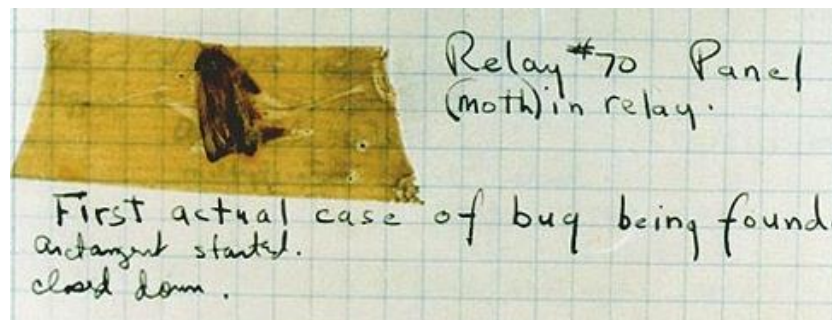 Relay #70 Panel
(moth) in relay.
First actual case of bug being found.
arctangent started.
closed down.